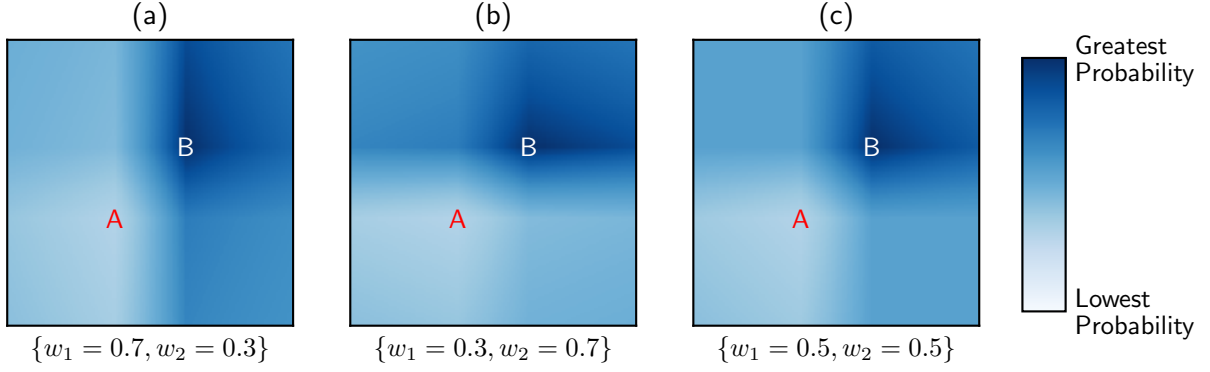 (a)
(b)
(c)
B
B
B
A
A
A
Greatest
Probability
Lowest
Probability
{w₁ = 0.7, w₂ = 0.3}
{w₁ = 0.3, w₂ = 0.7}
{w₁ = 0.5, w₂ = 0.5}